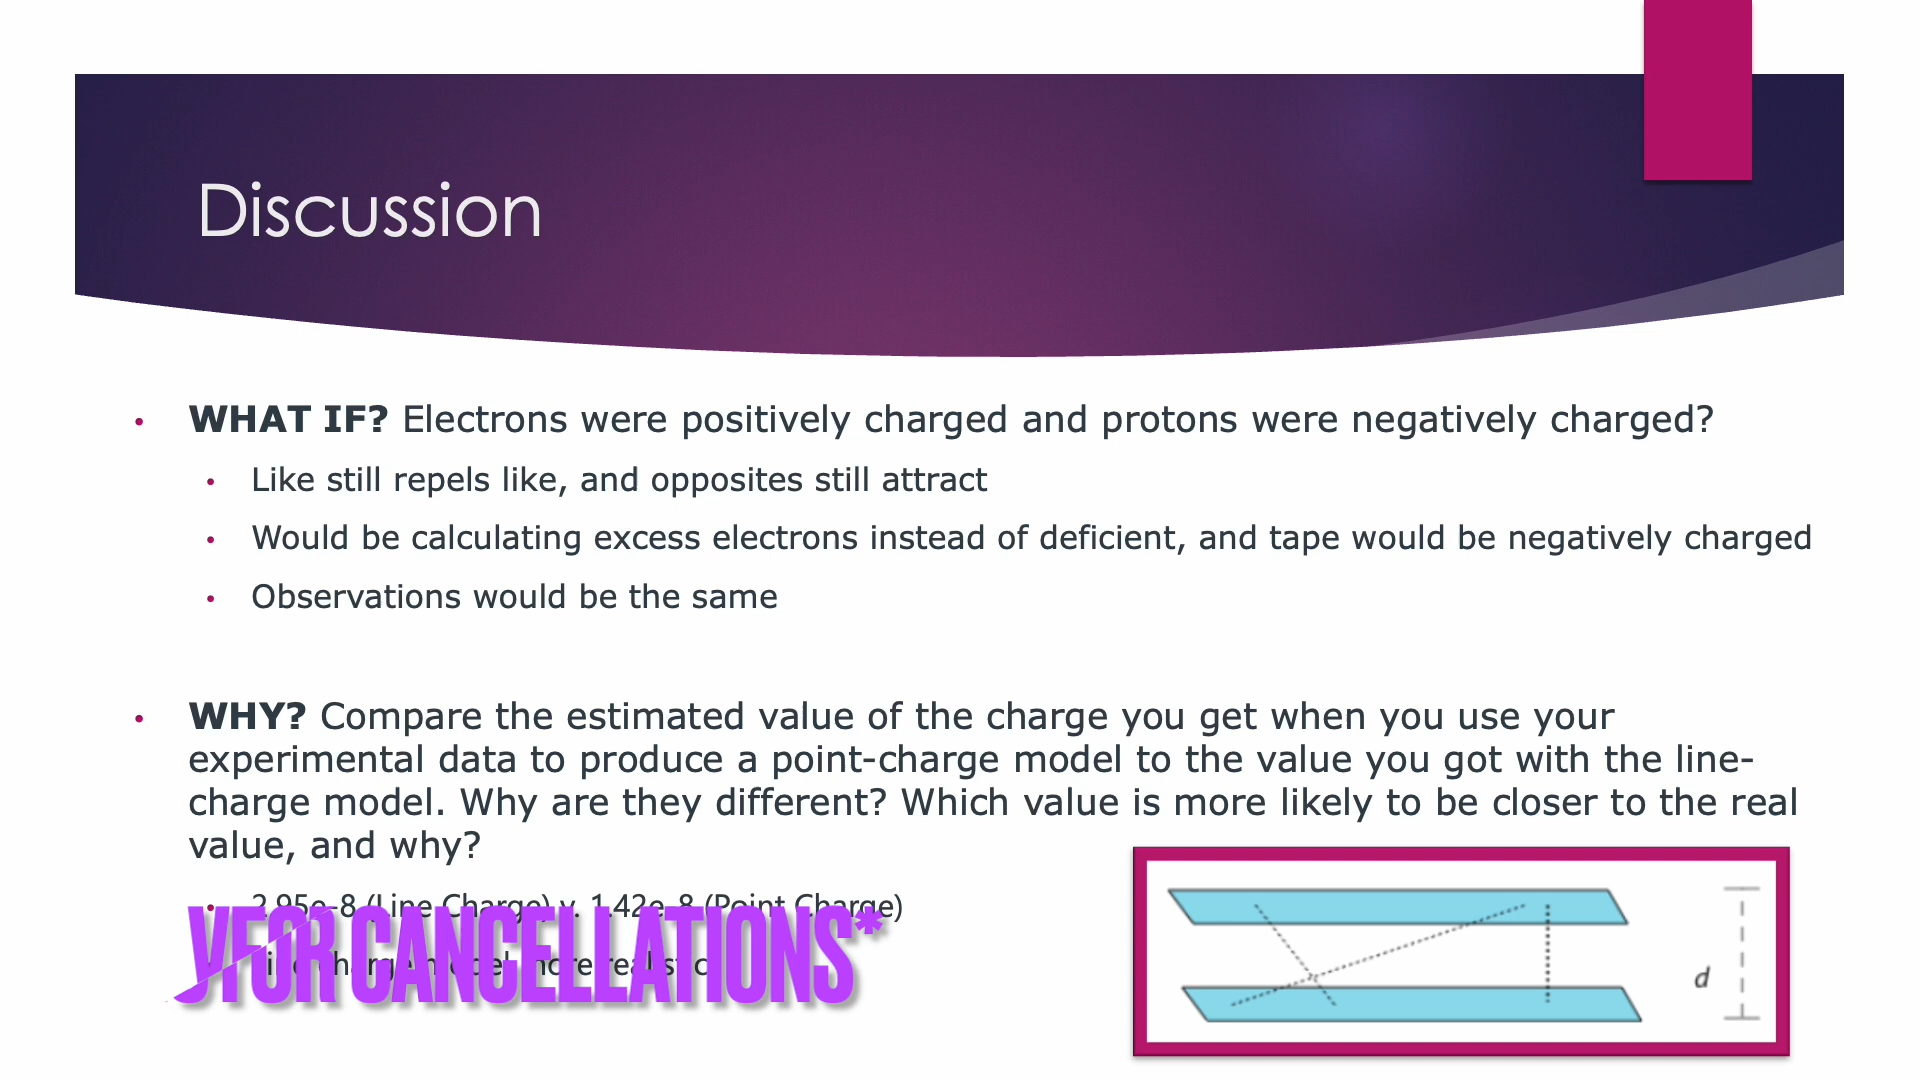 Discussion
• WHAT IF? Electrons were positively charged and protons were negatively charged?
• Like still repels like, and opposites still attract
• Would be calculating excess electrons instead of deficient, and tape would be negatively charged
• Observations would be the same
• WHY? Compare the estimated value of the charge you get when you use your
experimental data to produce a point-charge model to the value you got with the line-
charge model. Why are they different? Which value is more likely to be closer to the real
value, and why?
• 2.95e-8 (Line Charge) v. 1.42e-8 (Point Charge)
charge model more realistic
FOR CANCELLATIONS*
d